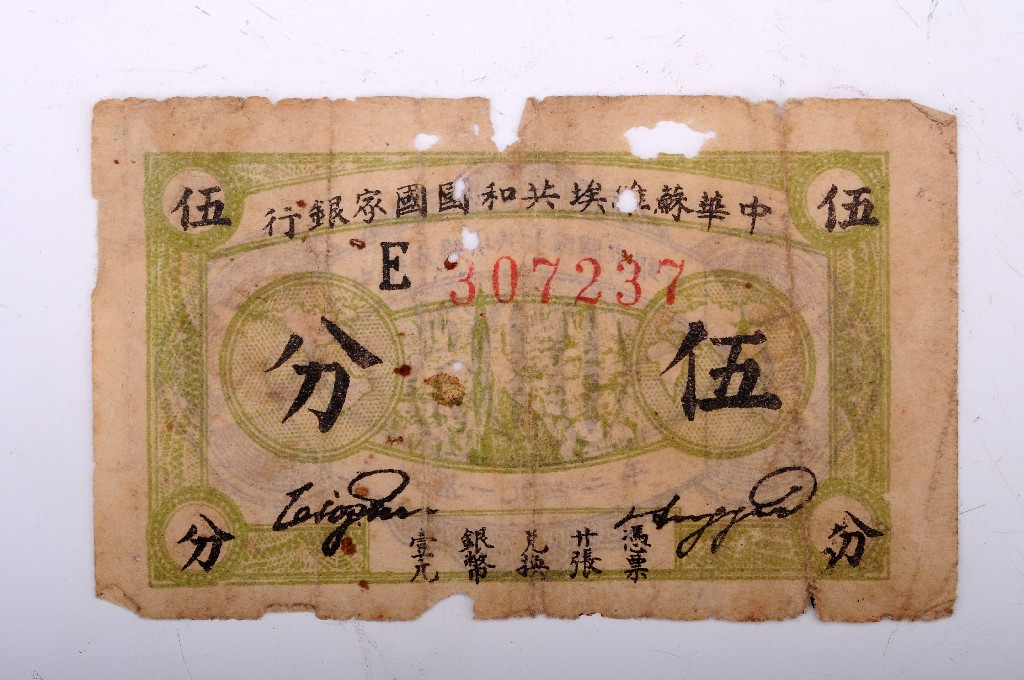 伍 伍
中華蘇維埃共和國國家銀行
E 307237
伍分
分 分
憑票廿張兌換銀幣壹元